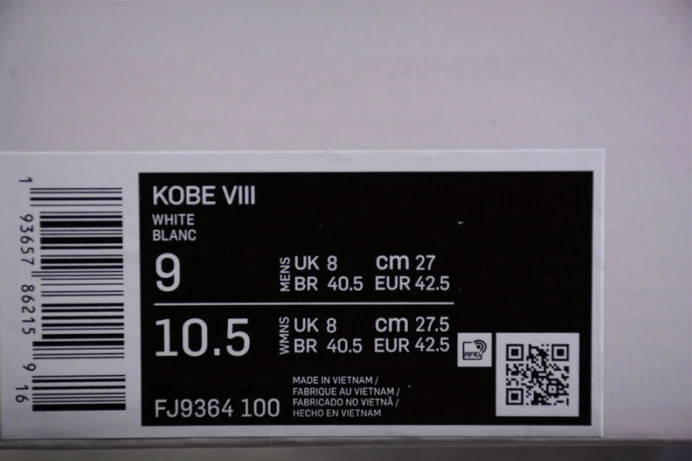 KOBE VIII
WHITE
BLANC
9
MENS
UK 8 cm 27
BR 40.5 EUR 42.5
10.5
WMNS
UK 8 cm 27.5
BR 40.5 EUR 42.5
RFID
FJ9364 100
MADE IN VIETNAM /
FABRIQUE AU VIETNAM /
FABRICADO NO VIETNÃ /
HECHO EN VIETNAM
1 93657 86215 9 16